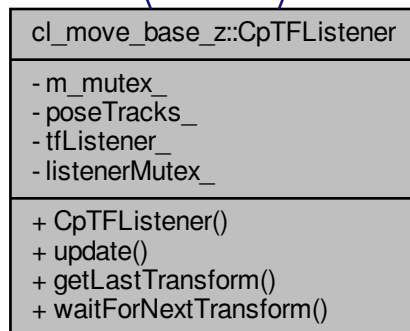 cl_move_base_z::CpTFListener
- m_mutex_
- poseTracks_
- tfListener_
- listenerMutex_
+ CpTFListener()
+ update()
+ getLastTransform()
+ waitForNextTransform()